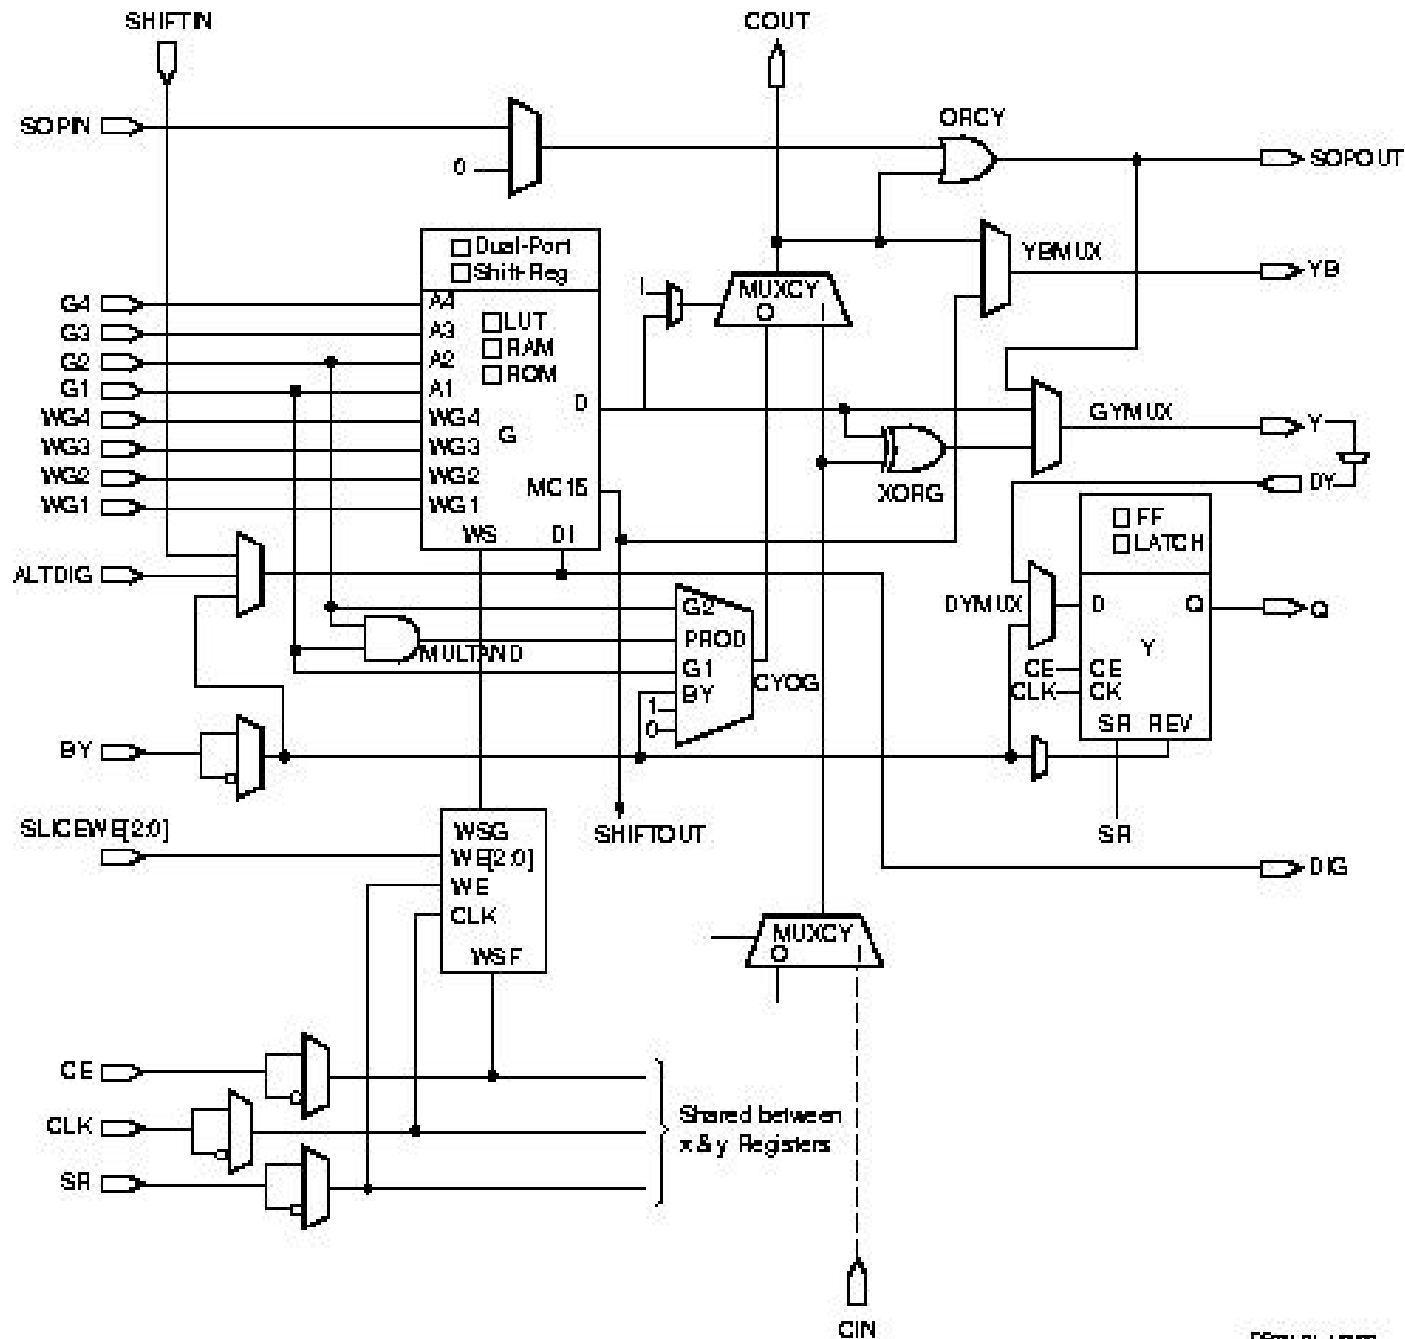 SHIFTIN
COUT
SOPIN
ORCY
SOPOUT
0
Dual-Port
Shift-Reg
YBMUX
YB
MUXCY
0
1
1
G4
A4
G3
A3
LUT
G2
A2
RAM
G1
A1
ROM
D
WG4
WG4
G
GYMUX
Y
WG3
WG3
WG2
WG2
MC15
XORG
DY
WG1
WG1
WS
DI
FF
LATCH
ALTDIG
G2
DYMUX
D
Q
Q
PROD
MULTAND
Y
G1
CYOG
CE
CE
BY
CLK
CK
1
0
SR
REV
BY
SLICEWE[2:0]
WSG
SHIFTOUT
SR
WE[2:0]
DIG
WE
CLK
MUXCY
0
1
WSF
CE
CLK
Shared between
x & y Registers
SR
CIN